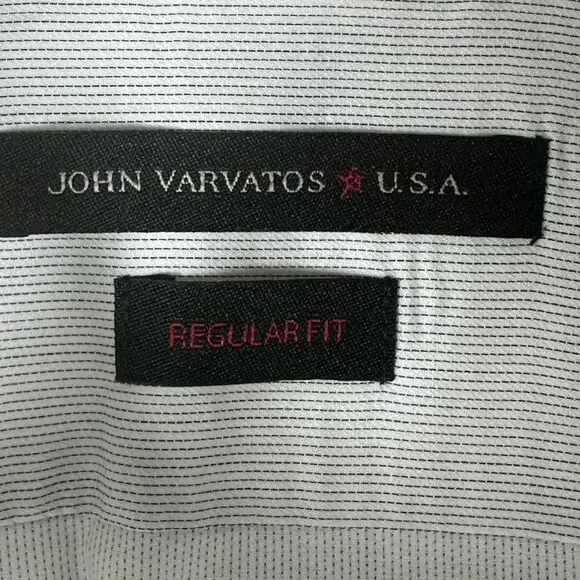 JOHN VARVATOS ★ U.S.A.
REGULAR FIT